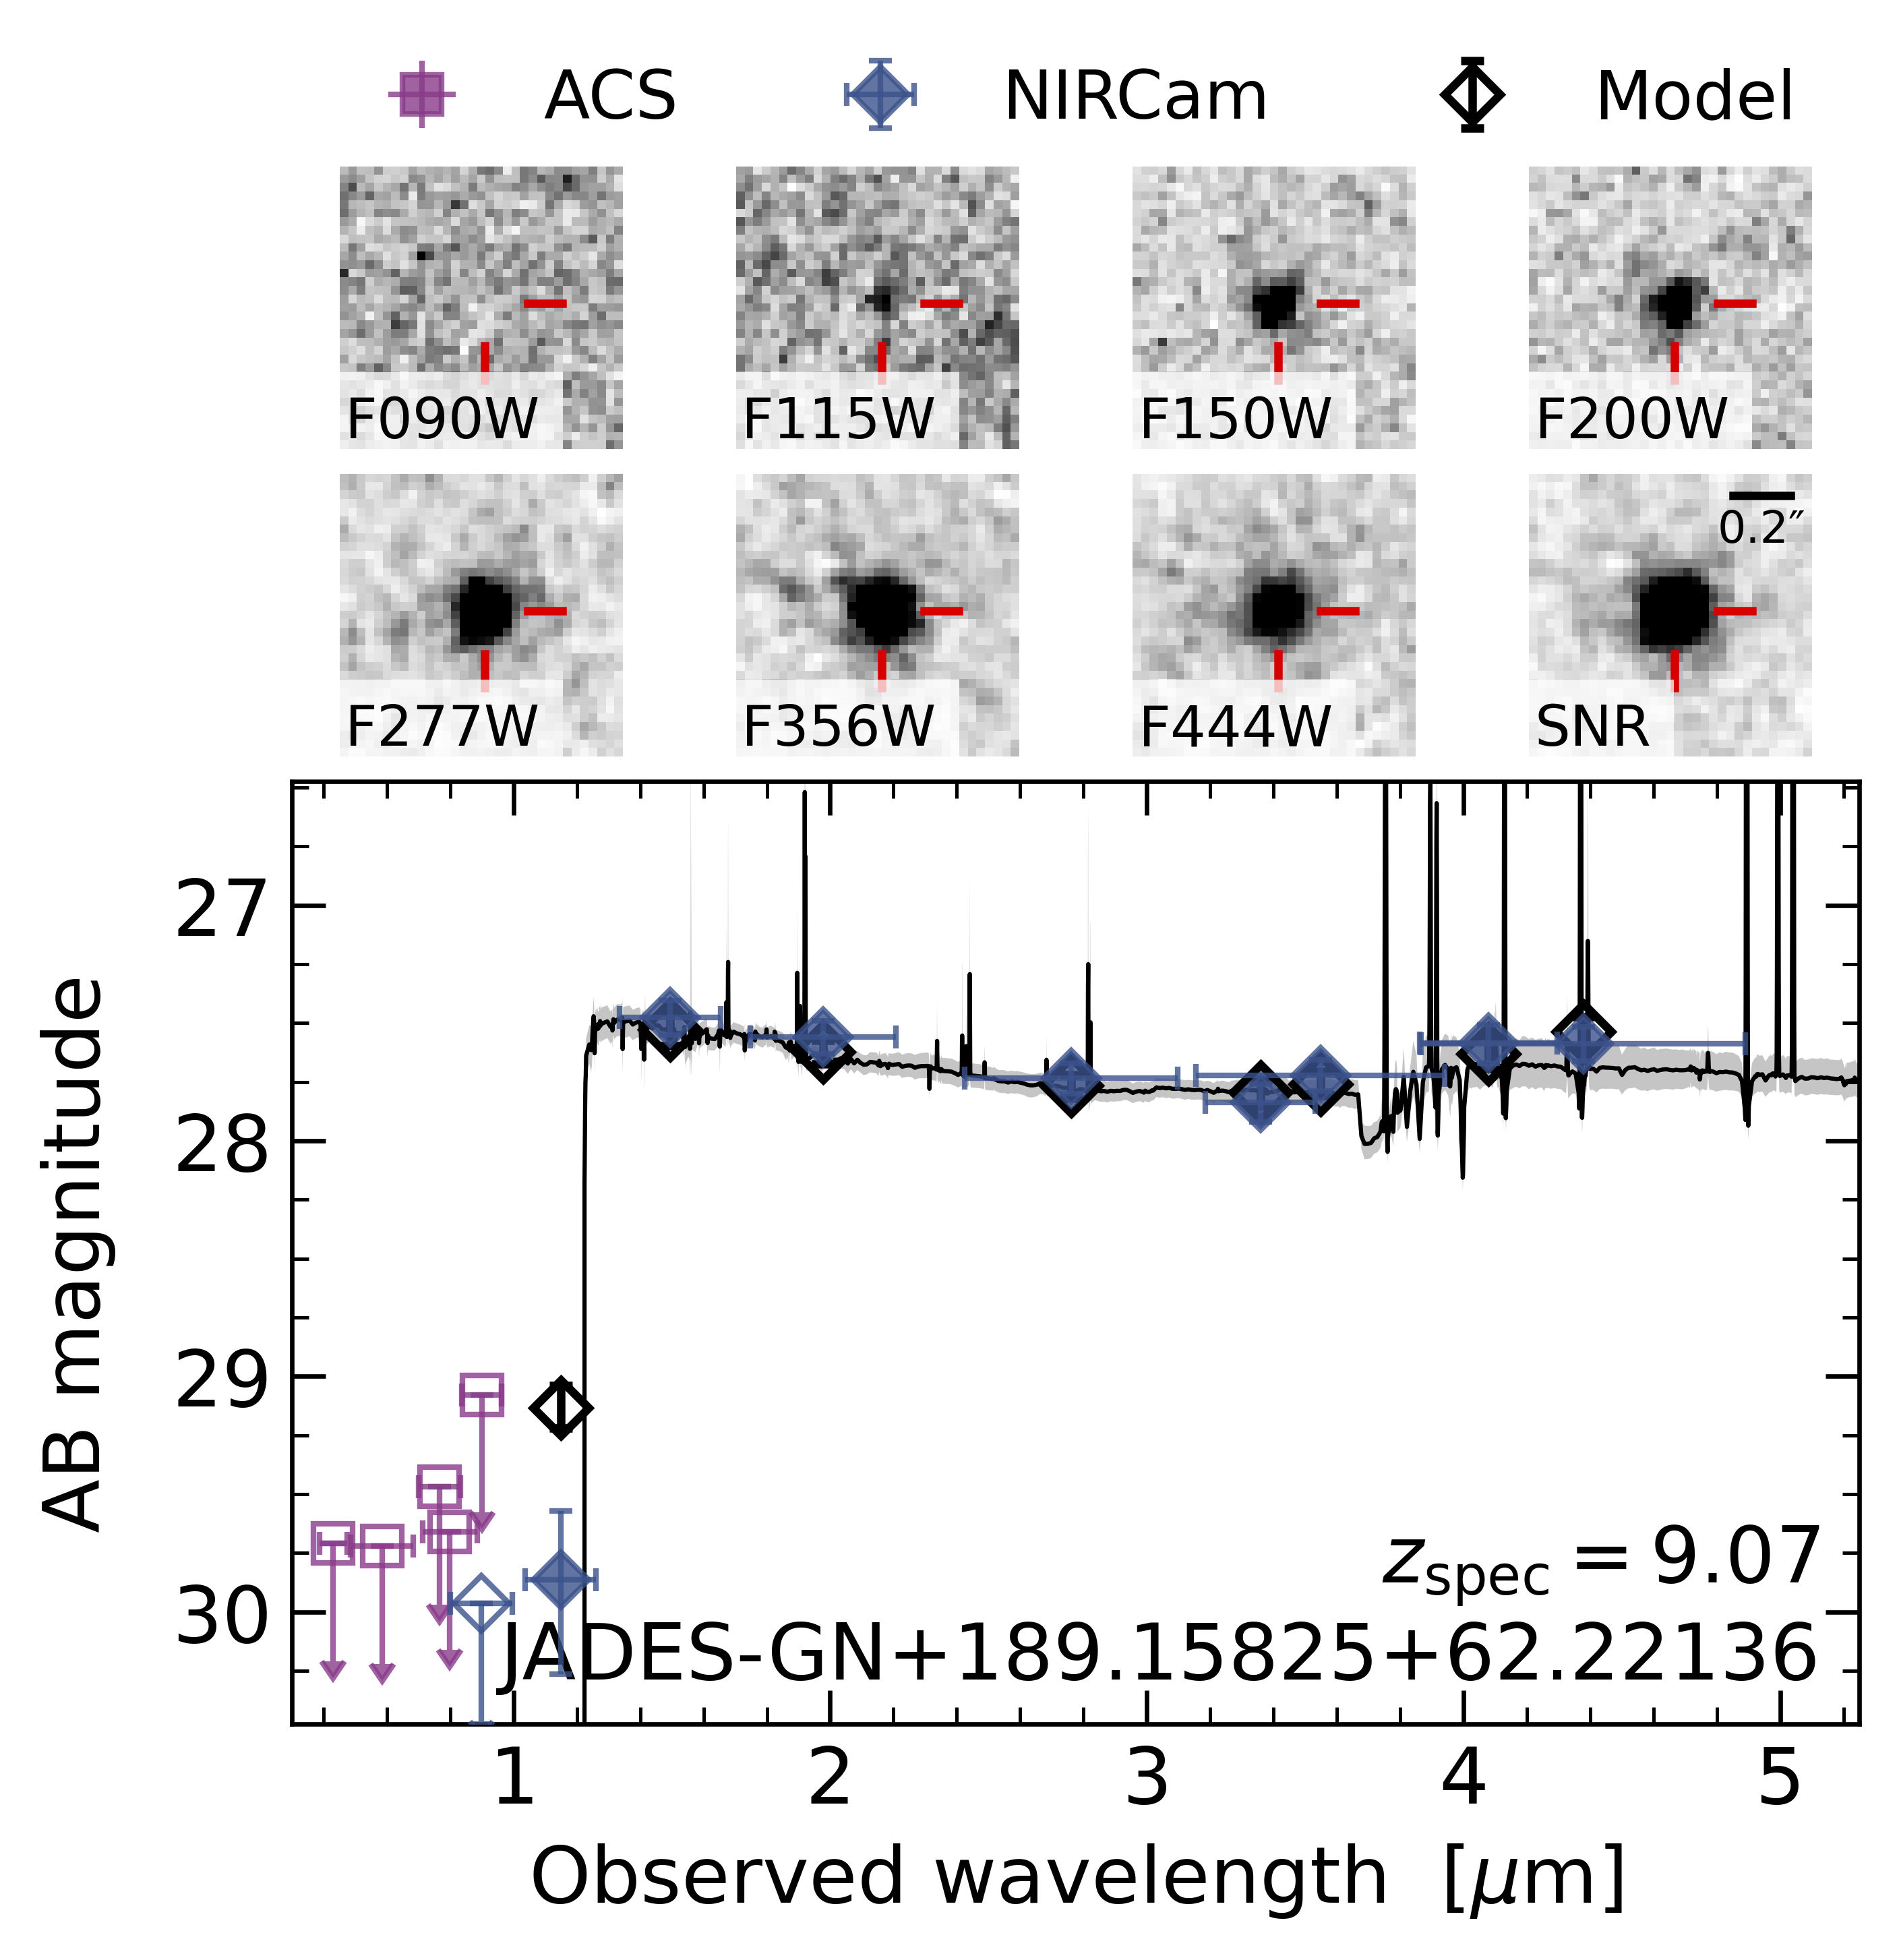 ACS NIRCam Model
F090W F115W F150W F200W
0.2″
F277W F356W F444W SNR
27
28
29
30
AB magnitude
z_spec = 9.07
JADES-GN+189.15825+62.22136
1 2 3 4 5
Observed wavelength [μm]